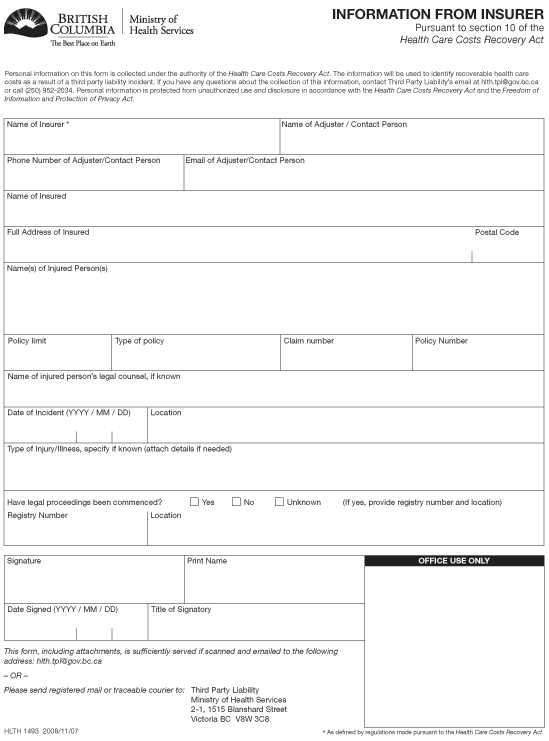 BRITISH
COLUMBIA
The Best Place on Earth
Ministry of
Health Services
INFORMATION FROM INSURER
Pursuant to section 10 of the
Health Care Costs Recovery Act
Personal information on this form is collected under the authority of the Health Care Costs Recovery Act. The information will be used to identify recoverable health care
costs as a result of a third party liability incident. If you have any questions about the collection of this information, contact Third Party Liability's email at hlth.tpl@gov.bc.ca
or call (250) 952-2034. Personal information is protected from unauthorized use and disclosure in accordance with the Health Care Costs Recovery Act and the Freedom of
Information and Protection of Privacy Act.
Name of Insurer *
Name of Adjuster / Contact Person
Phone Number of Adjuster/Contact Person
Email of Adjuster/Contact Person
Name of Insured
Full Address of Insured
Postal Code
Name(s) of Injured Person(s)
Policy limit
Type of policy
Claim number
Policy Number
Name of injured person's legal counsel, if known
Date of Incident (YYYY / MM / DD)
Location
Type of Injury/Illness, specify if known (attach details if needed)
Have legal proceedings been commenced? Yes No Unknown (If yes, provide registry number and location)
Registry Number
Location
Signature
Print Name
OFFICE USE ONLY
Date Signed (YYYY / MM / DD)
Title of Signatory
This form, including attachments, is sufficiently served if scanned and emailed to the following
address: hlth.tpl@gov.bc.ca
– OR –
Please send registered mail or traceable courier to: Third Party Liability
Ministry of Health Services
2-1, 1515 Blanshard Street
Victoria BC V8W 3C8
HLTH 1493 2008/11/07
* As defined by regulations made pursuant to the Health Care Costs Recovery Act.